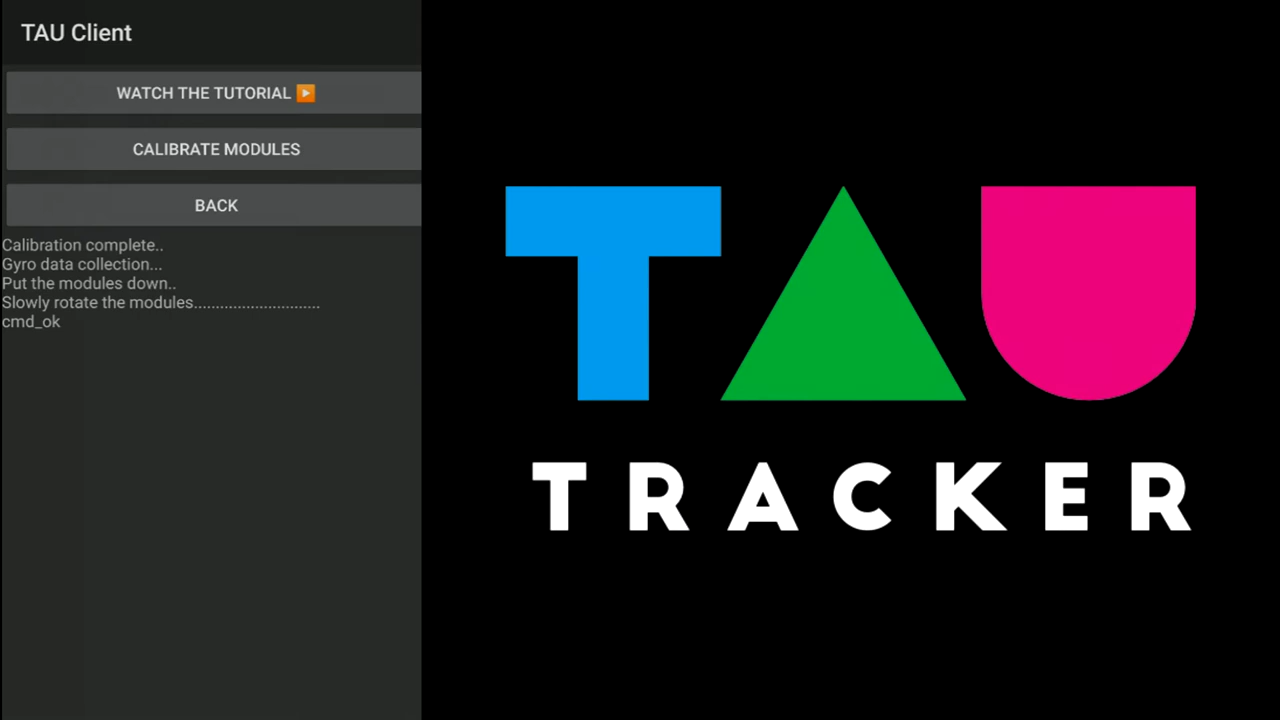 TAU Client
WATCH THE TUTORIAL ▶️
CALIBRATE MODULES
BACK
Calibration complete..
Gyro data collection...
Put the modules down..
Slowly rotate the modules.............................
cmd_ok
TAU
TRACKER